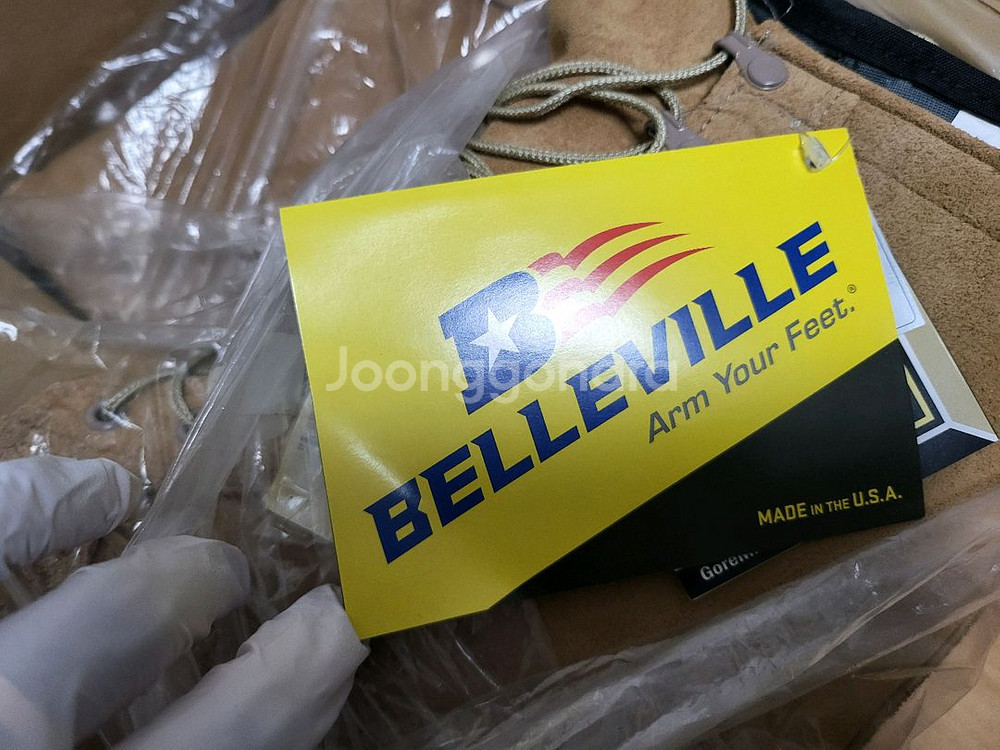 B
BELLEVILLE
Arm Your Feet.®
MADE IN THE U.S.A.
Joonggonara